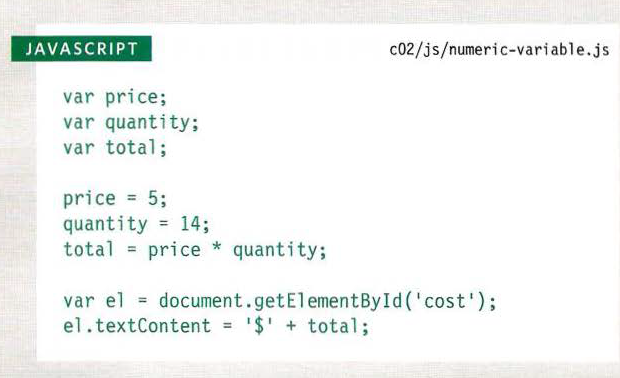 JAVASCRIPT
c02/js/numeric-variable.js
var price;
var quantity;
var total;
price = 5;
quantity = 14;
total = price * quantity;
var el = document.getElementById('cost');
el.textContent = '$' + total;